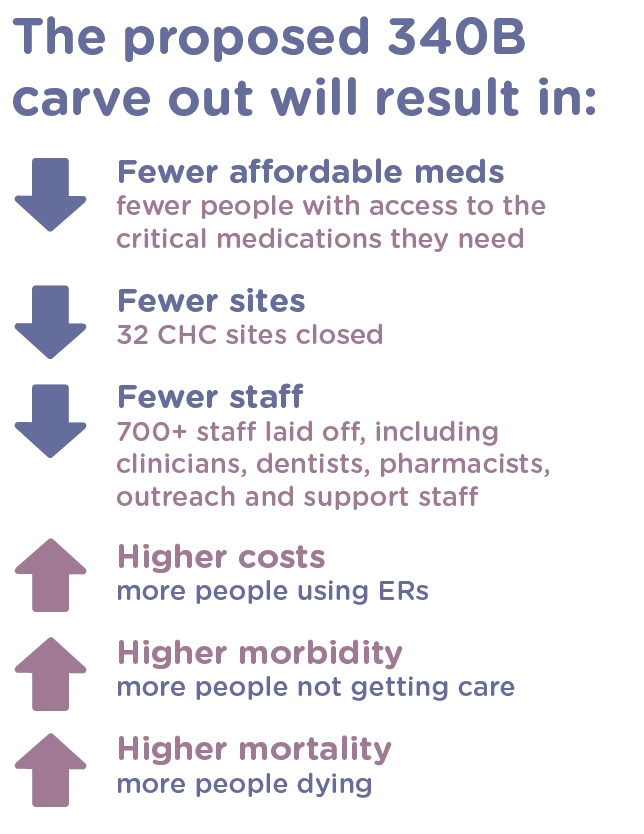 The proposed 340B
carve out will result in:
Fewer affordable meds
fewer people with access to the
critical medications they need
Fewer sites
32 CHC sites closed
Fewer staff
700+ staff laid off, including
clinicians, dentists, pharmacists,
outreach and support staff
Higher costs
more people using ERs
Higher morbidity
more people not getting care
Higher mortality
more people dying